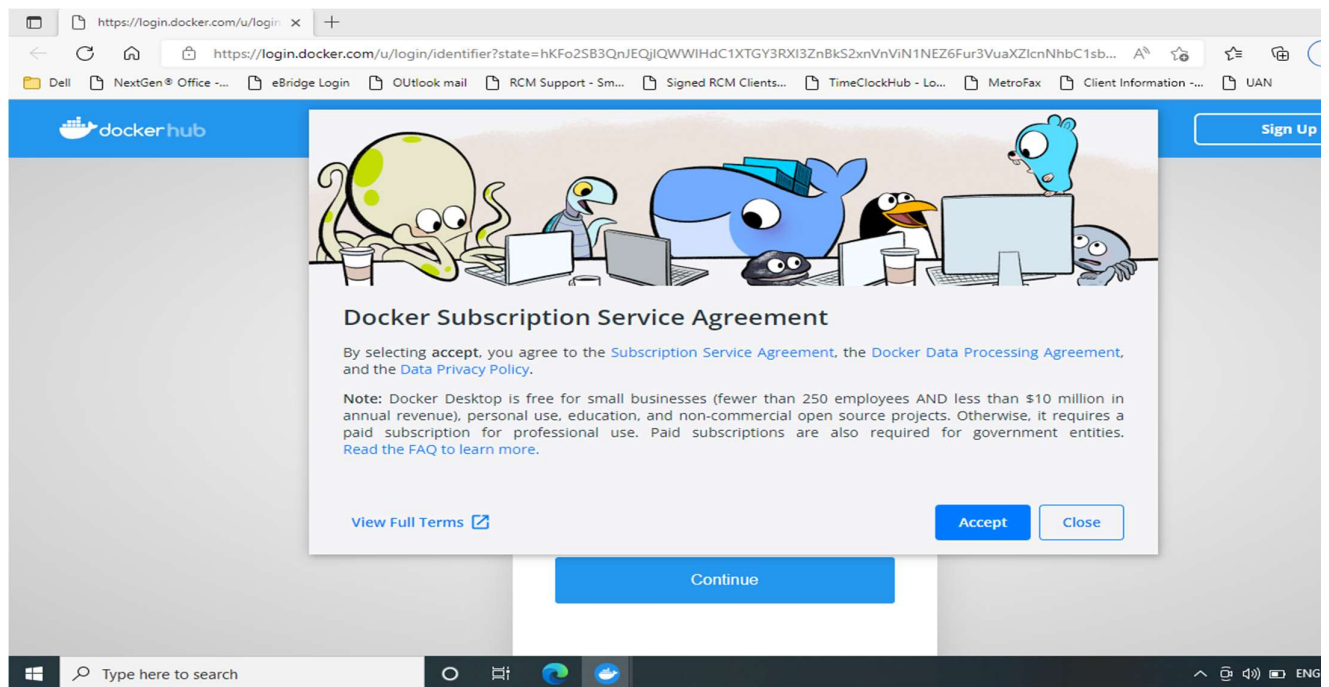 https://login.docker.com/u/login
https://login.docker.com/u/login/identifier?state=hKFo2SB3QnJEQjlQWWlHdC1XTGY3RXI3ZnBkS2xnVnViN1NEZ6Fur3VuaXZlcnNhbC1sb...
Dell NextGen® Office -... eBridge Login OUtlook mail RCM Support - Sm... Signed RCM Clients... TimeClockHub - Lo... MetroFax Client Information -... UAN
dockerhub Sign Up
Docker Subscription Service Agreement
By selecting accept, you agree to the Subscription Service Agreement, the Docker Data Processing Agreement,
and the Data Privacy Policy.
Note: Docker Desktop is free for small businesses (fewer than 250 employees AND less than $10 million in
annual revenue), personal use, education, and non-commercial open source projects. Otherwise, it requires a
paid subscription for professional use. Paid subscriptions are also required for government entities.
Read the FAQ to learn more.
View Full Terms Accept Close
Continue
Type here to search ENG